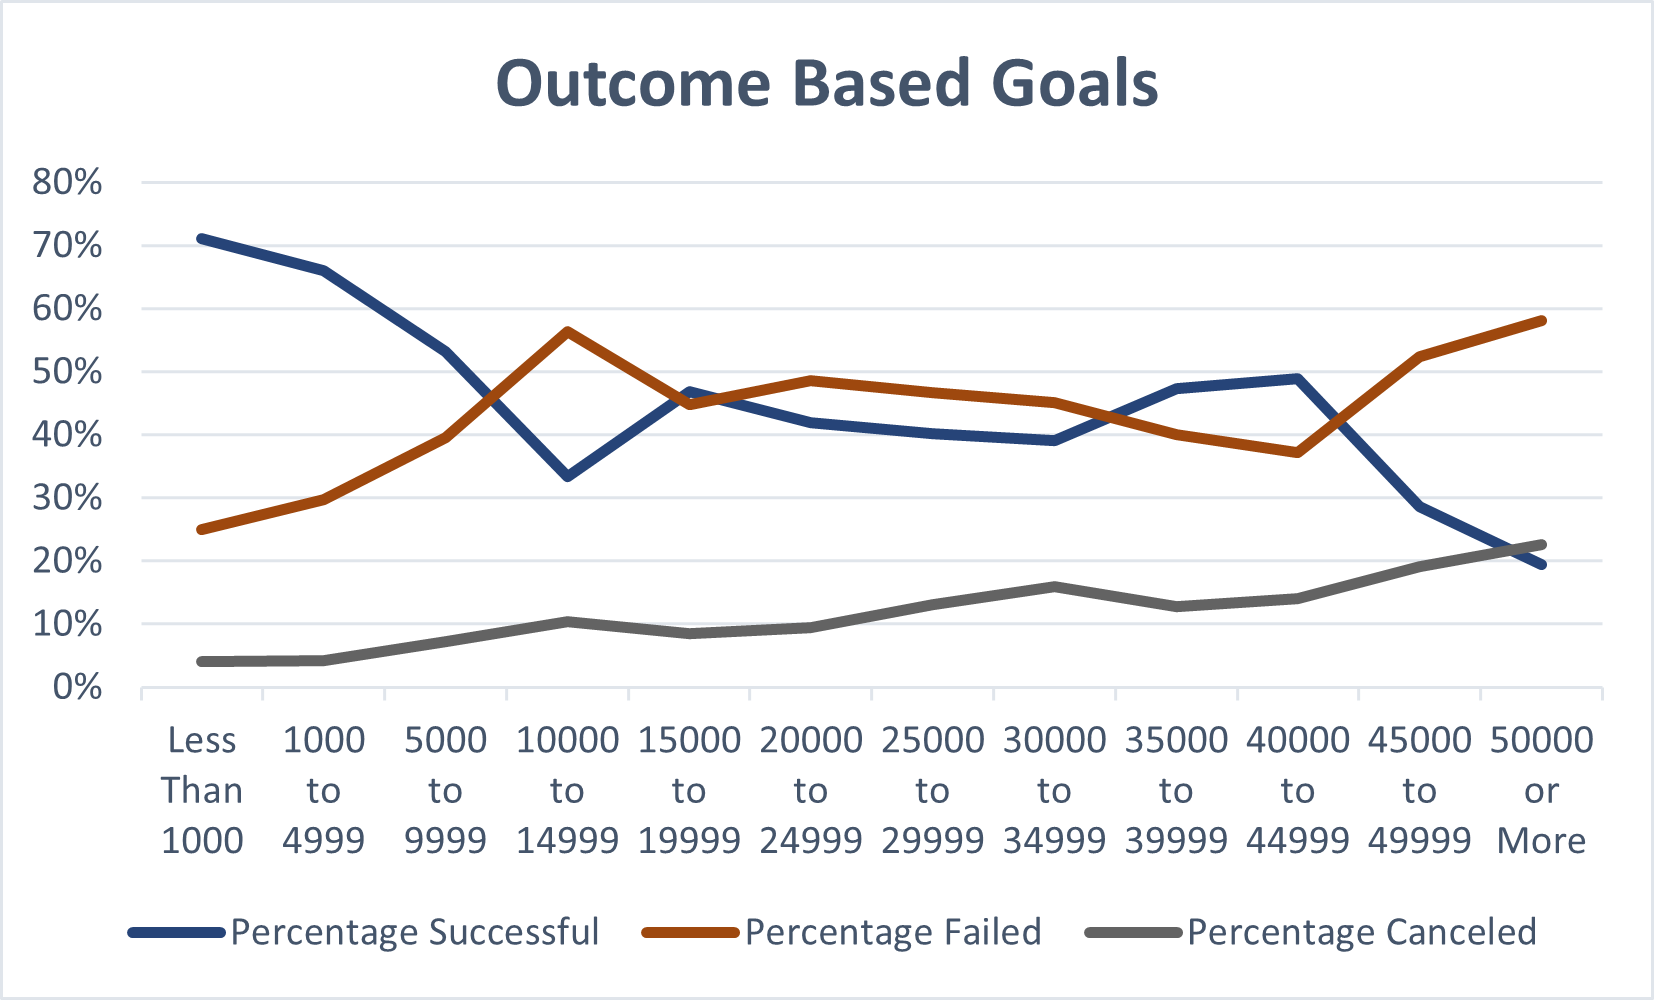 Outcome Based Goals
80%
70%
60%
50%
40%
30%
20%
10%
0%
Less Than 1000
1000 to 4999
5000 to 9999
10000 to 14999
15000 to 19999
20000 to 24999
25000 to 29999
30000 to 34999
35000 to 39999
40000 to 44999
45000 to 49999
50000 or More
Percentage Successful
Percentage Failed
Percentage Canceled